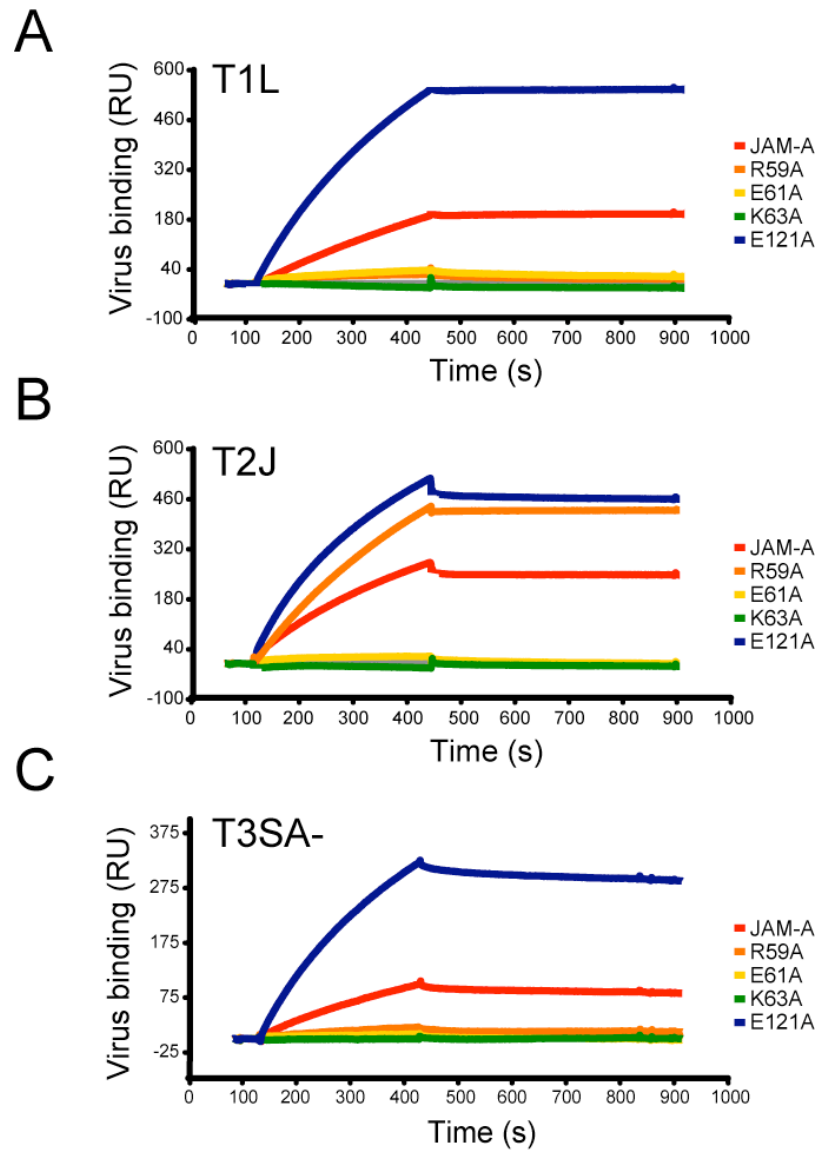 A
T1L
Virus binding (RU)
600
460
320
180
40
-100
0 100 200 300 400 500 600 700 800 900 1000
Time (s)
JAM-A
R59A
E61A
K63A
E121A
B
T2J
Virus binding (RU)
600
460
320
180
40
-100
0 100 200 300 400 500 600 700 800 900 1000
Time (s)
JAM-A
R59A
E61A
K63A
E121A
C
T3SA-
Virus binding (RU)
375
275
175
75
-25
0 100 200 300 400 500 600 700 800 900 1000
Time (s)
JAM-A
R59A
E61A
K63A
E121A